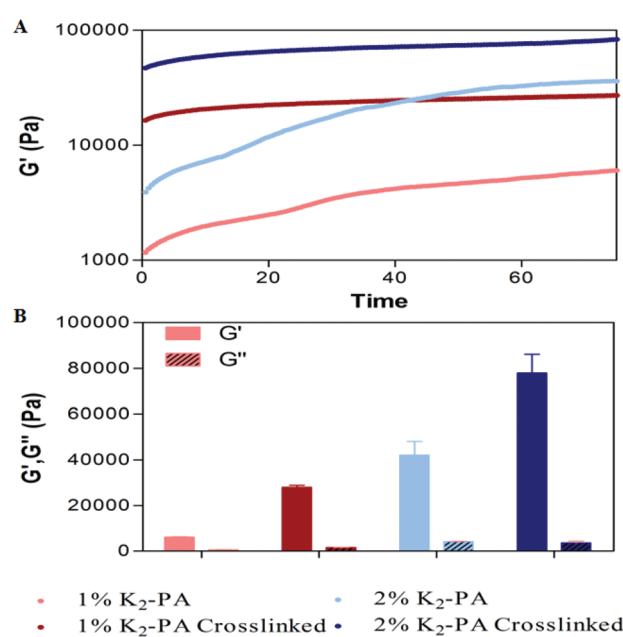 A
100000
10000
1000
G' (Pa)
0 20 40 60
Time
B
100000
80000
60000
40000
20000
0
G',G'' (Pa)
G'
G''
1% K₂-PA
2% K₂-PA
1% K₂-PA Crosslinked
2% K₂-PA Crosslinked